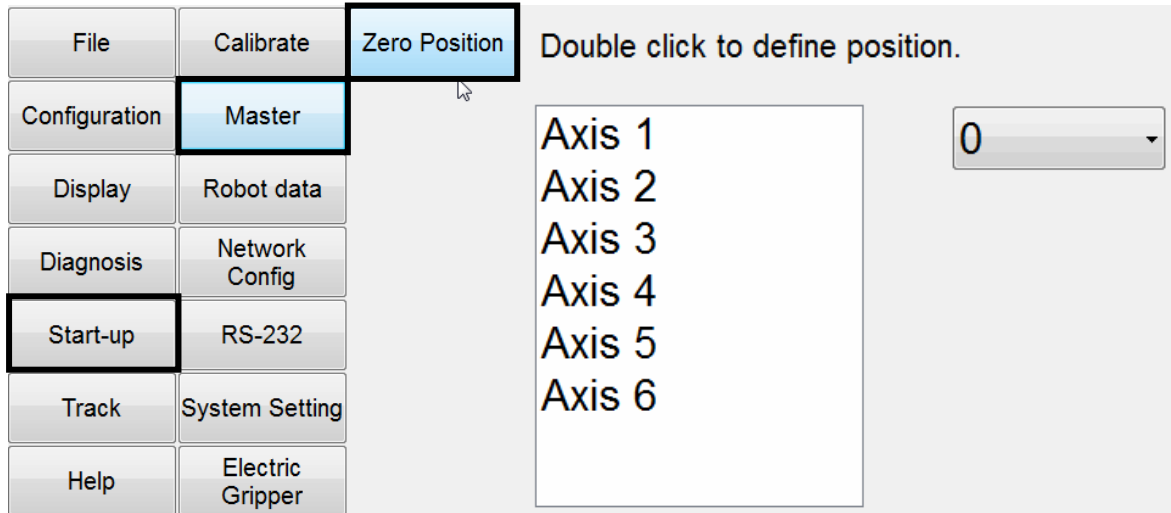 File
Calibrate
Zero Position
Double click to define position.
Configuration
Master
Axis 1
0
Axis 2
Display
Robot data
Axis 3
Diagnosis
Network
Config
Axis 4
Start-up
RS-232
Axis 5
Axis 6
Track
System Setting
Help
Electric
Gripper